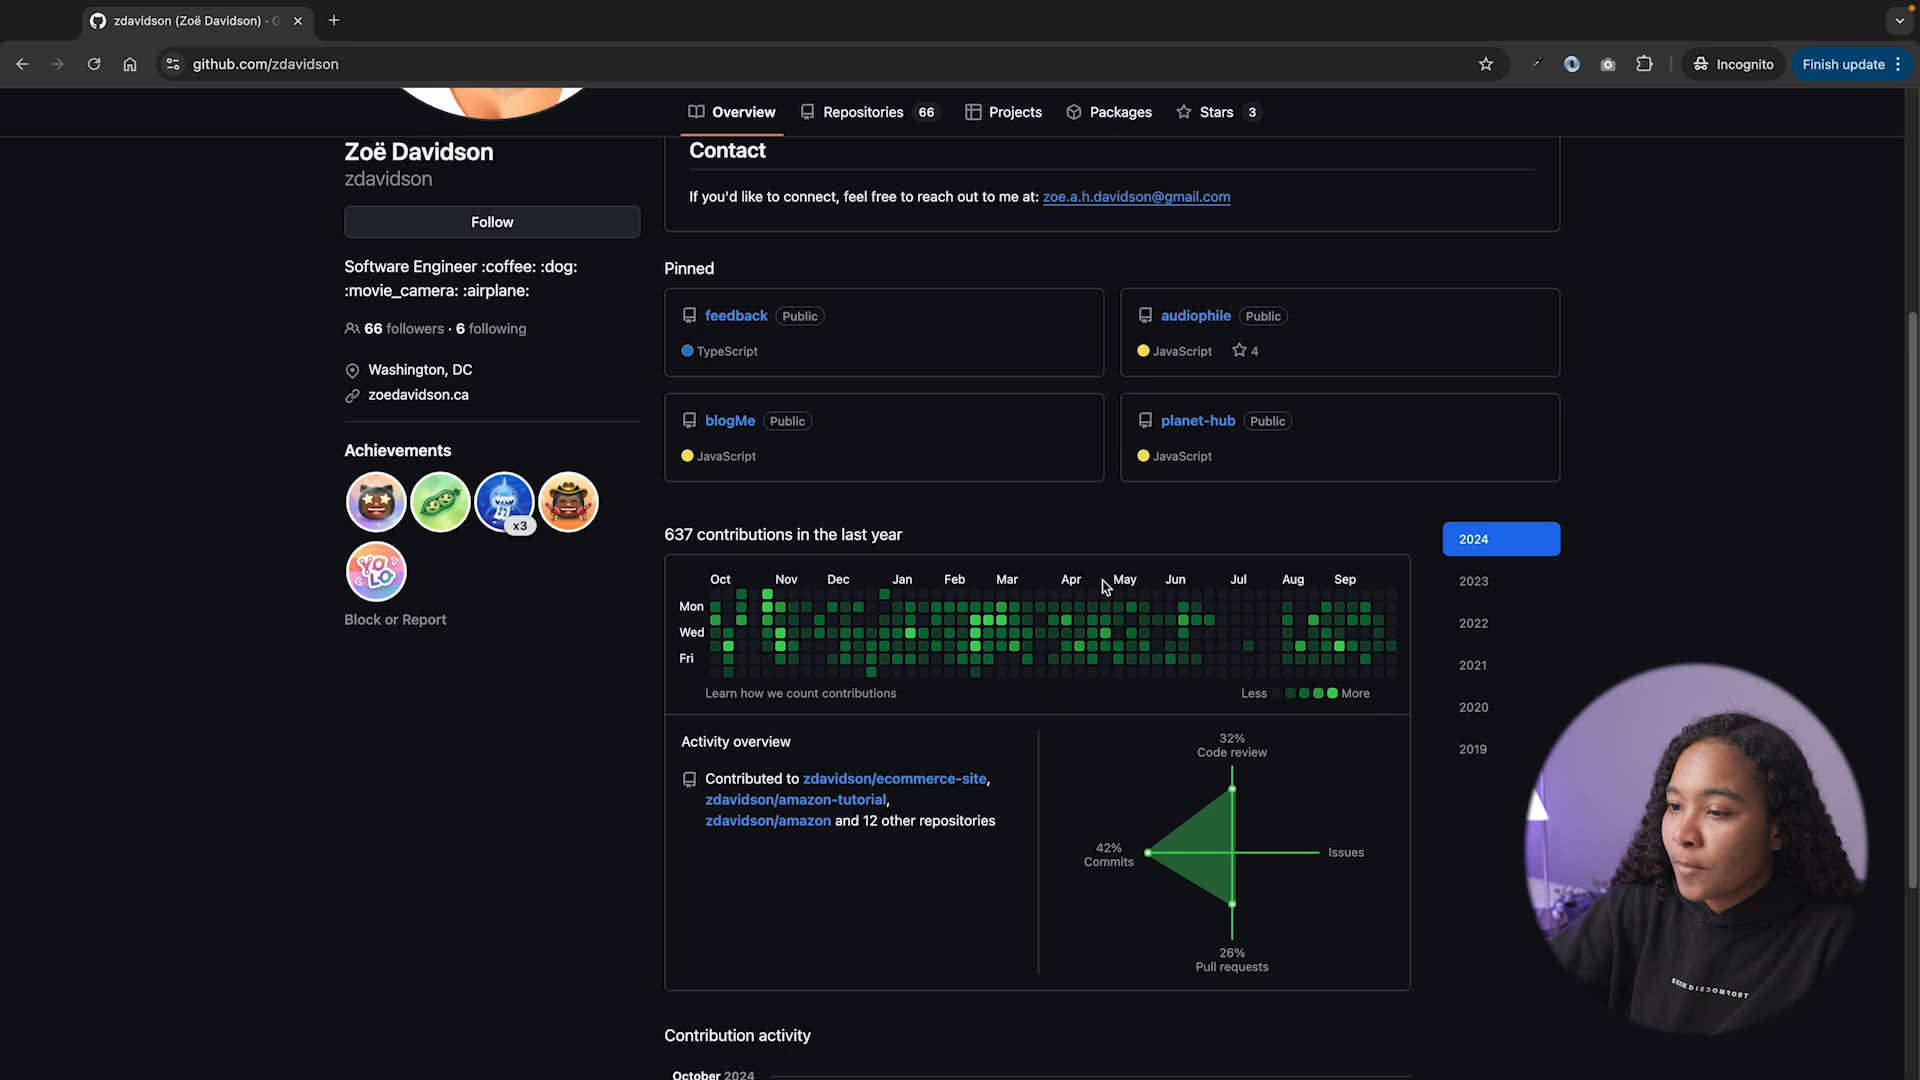 zdavidson (Zoë Davidson) · G
github.com/zdavidson
Incognito
Finish update
Overview
Repositories 66
Projects
Packages
Stars 3
Zoë Davidson
zdavidson
Follow
Software Engineer :coffee: :dog:
:movie_camera: :airplane:
66 followers · 6 following
Washington, DC
zoedavidson.ca
Achievements
x3
YOLO
Block or Report
Contact
If you'd like to connect, feel free to reach out to me at: zoe.a.h.davidson@gmail.com
Pinned
feedback Public
TypeScript
audiophile Public
JavaScript 4
blogMe Public
JavaScript
planet-hub Public
JavaScript
637 contributions in the last year
Oct Nov Dec Jan Feb Mar Apr May Jun Jul Aug Sep
Mon
Wed
Fri
Learn how we count contributions
Less More
2024
2023
2022
2021
2020
2019
Activity overview
Contributed to zdavidson/ecommerce-site,
zdavidson/amazon-tutorial,
zdavidson/amazon and 12 other repositories
32%
Code review
42%
Commits
Issues
26%
Pull requests
Contribution activity
October 2024